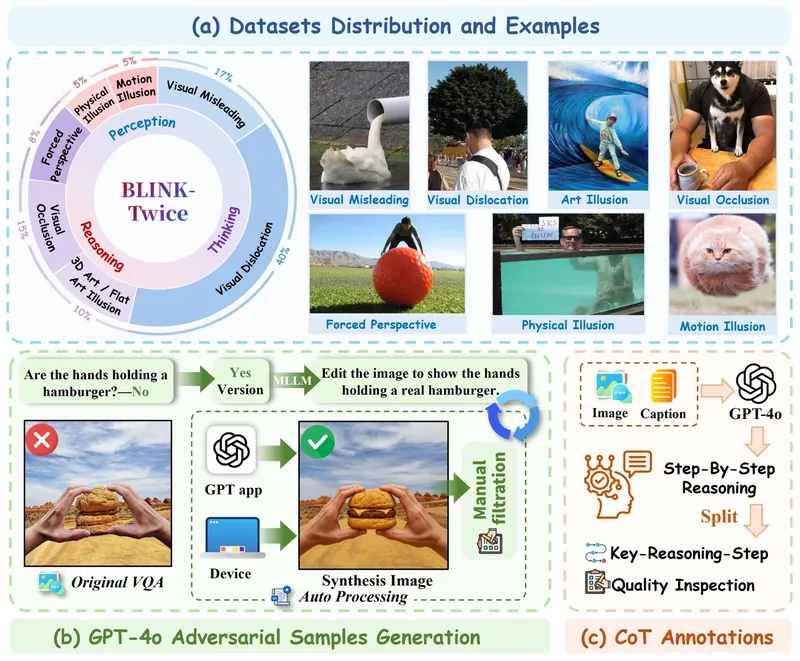 (a) Datasets Distribution and Examples
5%
5%
17%
8%
15%
10%
40%
Physical
Illusion
Motion
Illusion
Visual Misleading
Forced
Perspective
Visual
Occlusion
3D Art / Flat
Art Illusion
Visual Dislocation
Perception
Reasoning
Thinking
BLINK-
Twice
Visual Misleading
Visual Dislocation
Art Illusion
Visual Occlusion
Forced Perspective
Physical Illusion
Motion Illusion
Are the hands holding a
hamburger?—No
Yes
Version
MLLM
Edit the image to show the hands
holding a real hamburger.
GPT app
Device
Original VQA
Synthesis Image
Auto Processing
Manual
filtration
(b) GPT-4o Adversarial Samples Generation
Image
Caption
GPT-4o
Step-By-Step
Reasoning
Split
Key-Reasoning-Step
Quality Inspection
(c) CoT Annotations